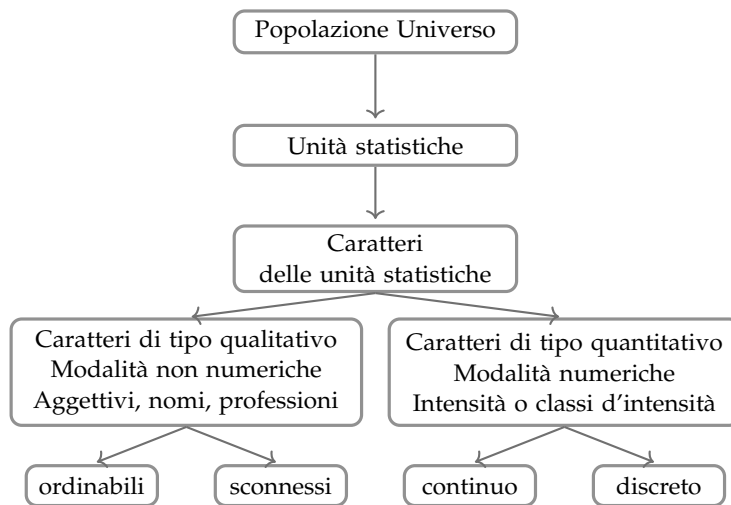 Popolazione Universo
Unità statistiche
Caratteri
delle unità statistiche
Caratteri di tipo qualitativo
Modalità non numeriche
Aggettivi, nomi, professioni
Caratteri di tipo quantitativo
Modalità numeriche
Intensità o classi d'intensità
ordinabili
sconnessi
continuo
discreto